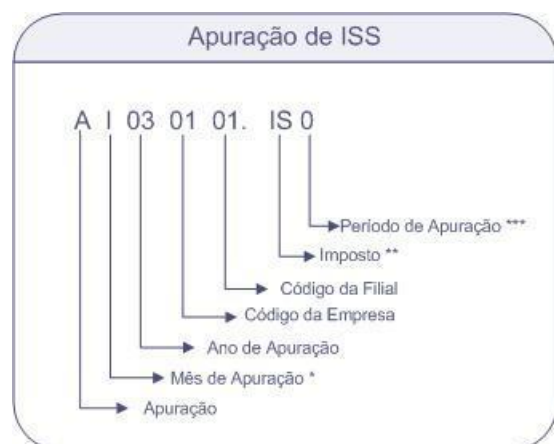 Apuração de ISS
A I 03 01 01. IS 0
Período de Apuração ***
Imposto **
Código da Filial
Código da Empresa
Ano de Apuração
Mês de Apuração *
Apuração